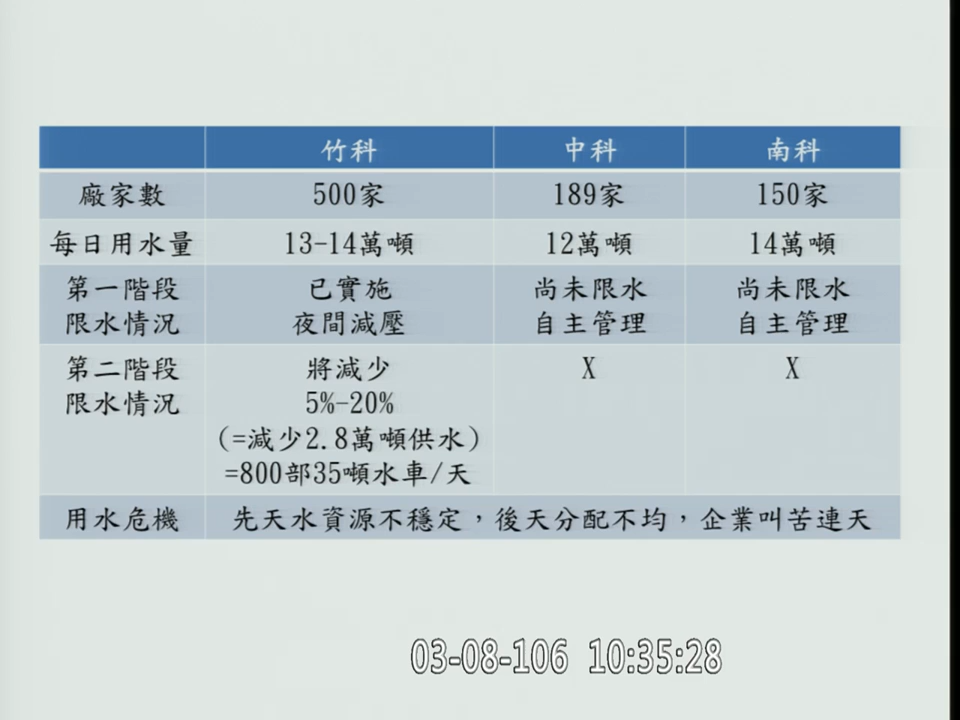 竹科 中科 南科
廠家數 500家 189家 150家
每日用水量 13-14萬噸 12萬噸 14萬噸
第一階段 已實施 尚未限水 尚未限水
限水情況 夜間減壓 自主管理 自主管理
第二階段 將減少 X X
限水情況 5%-20%
(=減少2.8萬噸供水)
=800部35噸水車/天
用水危機 先天水資源不穩定,後天分配不均,企業叫苦連天
03-08-106 10:35:28